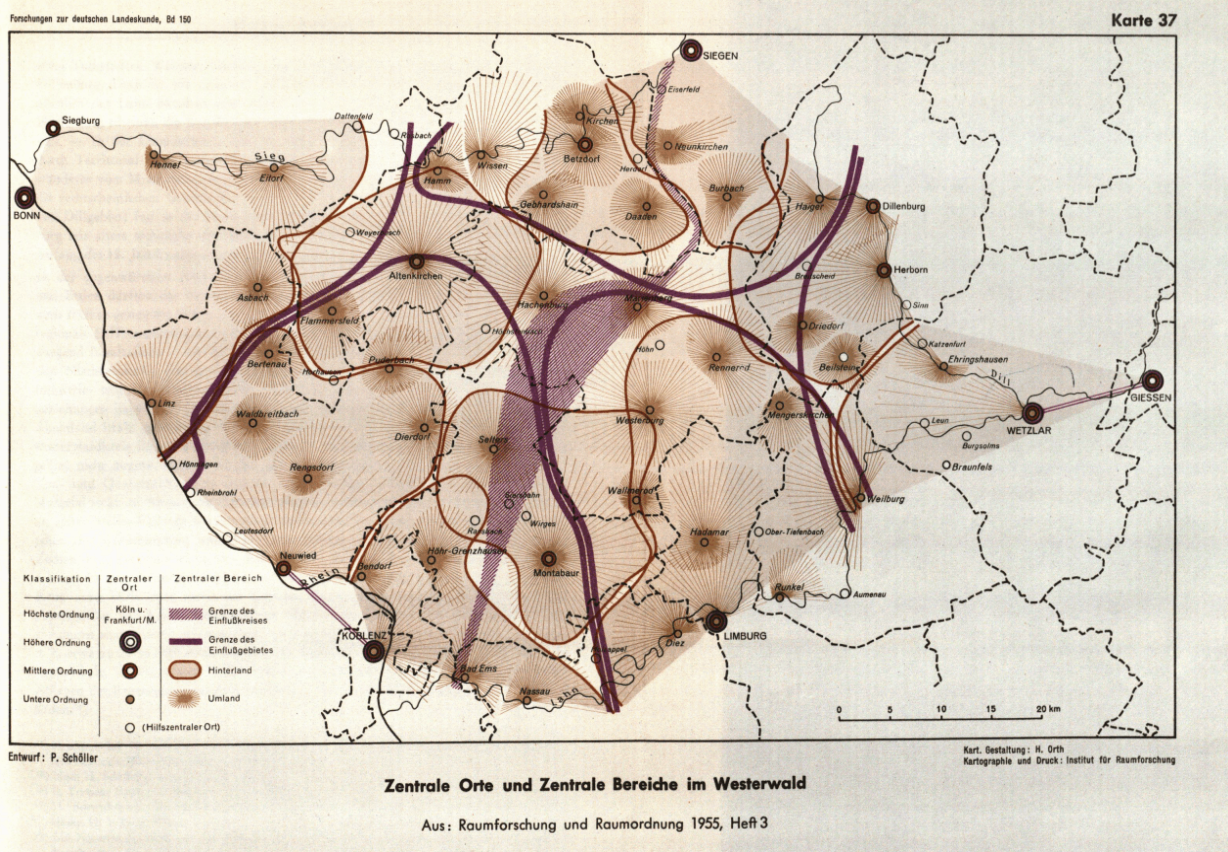 Forschungen zur deutschen Landeskunde, Bd 150
Karte 37
SIEGEN
Eiserfeld
Siegburg
Dattenfeld
Rosbach
Kirchen
Hennef
Sieg
Eitorf
Wissen
Betzdorf
Neunkirchen
Herdorf
Hamm
BONN
Gebhardshain
Daaden
Burbach
Haiger
Dillenburg
Weyerbusch
Altenkirchen
Breitscheid
Herborn
Asbach
Hachenburg
Marienberg
Sinn
Flammersfeld
Driedorf
Höhn
Katzenfurt
Bertenau
Puderbach
Rennerod
Beilstein
Ehringshausen
Horhausen
Dill
GIESSEN
Linz
Waldbreitbach
Westerburg
Mengerskirchen
WETZLAR
Dierdorf
Leun
Selters
Burgsolms
Hönningen
Rengsdorf
Braunfels
Rheinbrohl
Wallmerod
Weilburg
Siershahn
Ransbach
Wirges
Leutesdorf
Hadamar
Ober-Tiefenbach
Neuwied
Rhein
Bendorf
Höhr-Grenzhausen
Montabaur
Runkel
Aumenau
KOBLENZ
LIMBURG
Diez
Bad Ems
Nassau
Lahn
Klassifikation
Zentraler Ort
Zentraler Bereich
Höchste Ordnung
Köln u. Frankfurt/M.
Grenze des Einflußkreises
Höhere Ordnung
Grenze des Einflußgebietes
Mittlere Ordnung
Hinterland
Untere Ordnung
Umland
(Hilfszentraler Ort)
0 5 10 15 20 km
Entwurf: P. Schöller
Kart. Gestaltung: H. Orth
Kartographie und Druck: Institut für Raumforschung
Zentrale Orte und Zentrale Bereiche im Westerwald
Aus: Raumforschung und Raumordnung 1955, Heft 3